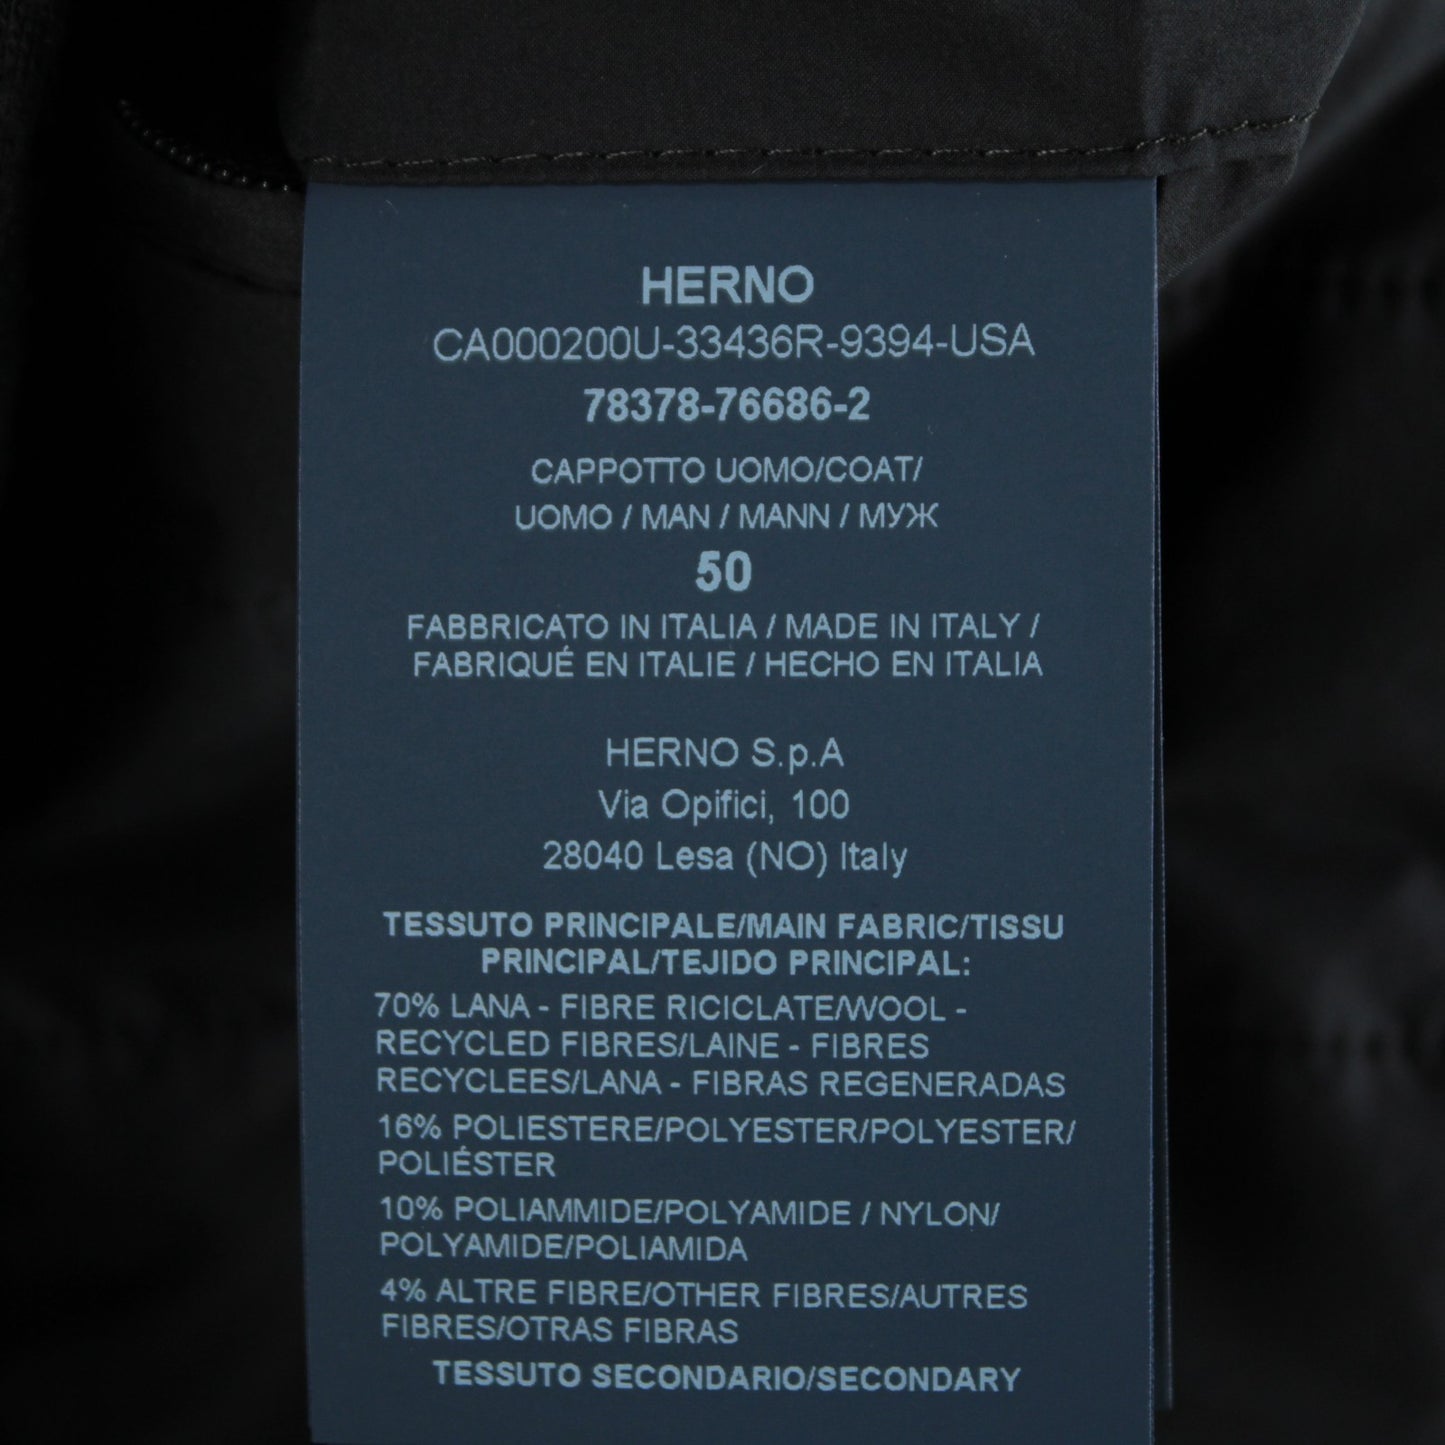 HERNO
CA000200U-33436R-9394-USA
78378-76686-2
CAPPOTTO UOMO/COAT/
UOMO / MAN / MANN / МУЖ
50
FABBRICATO IN ITALIA / MADE IN ITALY /
FABRIQUÉ EN ITALIE / HECHO EN ITALIA
HERNO S.p.A
Via Opifici, 100
28040 Lesa (NO) Italy
TESSUTO PRINCIPALE/MAIN FABRIC/TISSU
PRINCIPAL/TEJIDO PRINCIPAL:
70% LANA - FIBRE RICICLATE/WOOL -
RECYCLED FIBRES/LAINE - FIBRES
RECYCLEES/LANA - FIBRAS REGENERADAS
16% POLIESTERE/POLYESTER/POLYESTER/
POLIÉSTER
10% POLIAMMIDE/POLYAMIDE / NYLON/
POLYAMIDE/POLIAMIDA
4% ALTRE FIBRE/OTHER FIBRES/AUTRES
FIBRES/OTRAS FIBRAS
TESSUTO SECONDARIO/SECONDARY